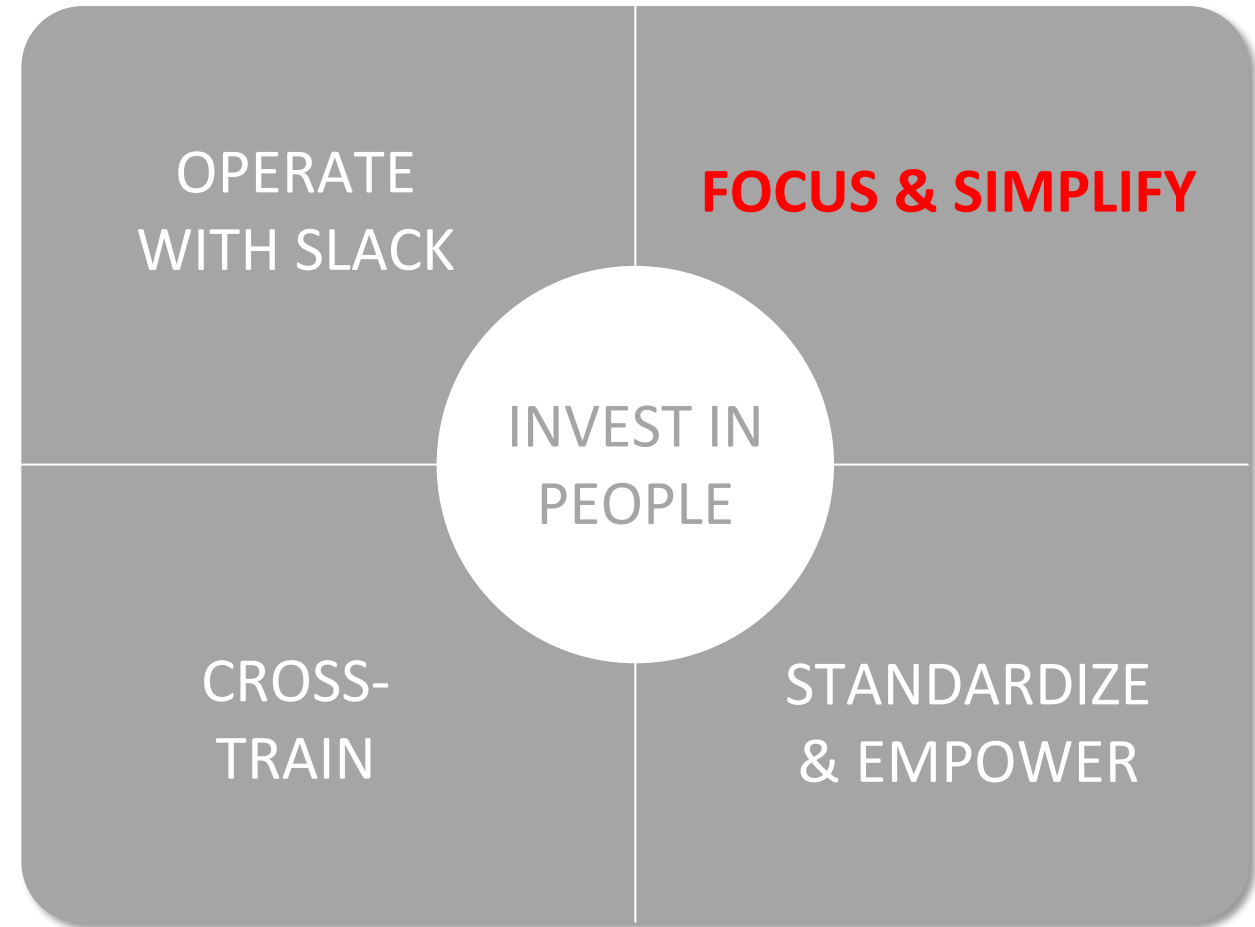 OPERATE
WITH SLACK
FOCUS & SIMPLIFY
INVEST IN
PEOPLE
CROSS-
TRAIN
STANDARDIZE
& EMPOWER